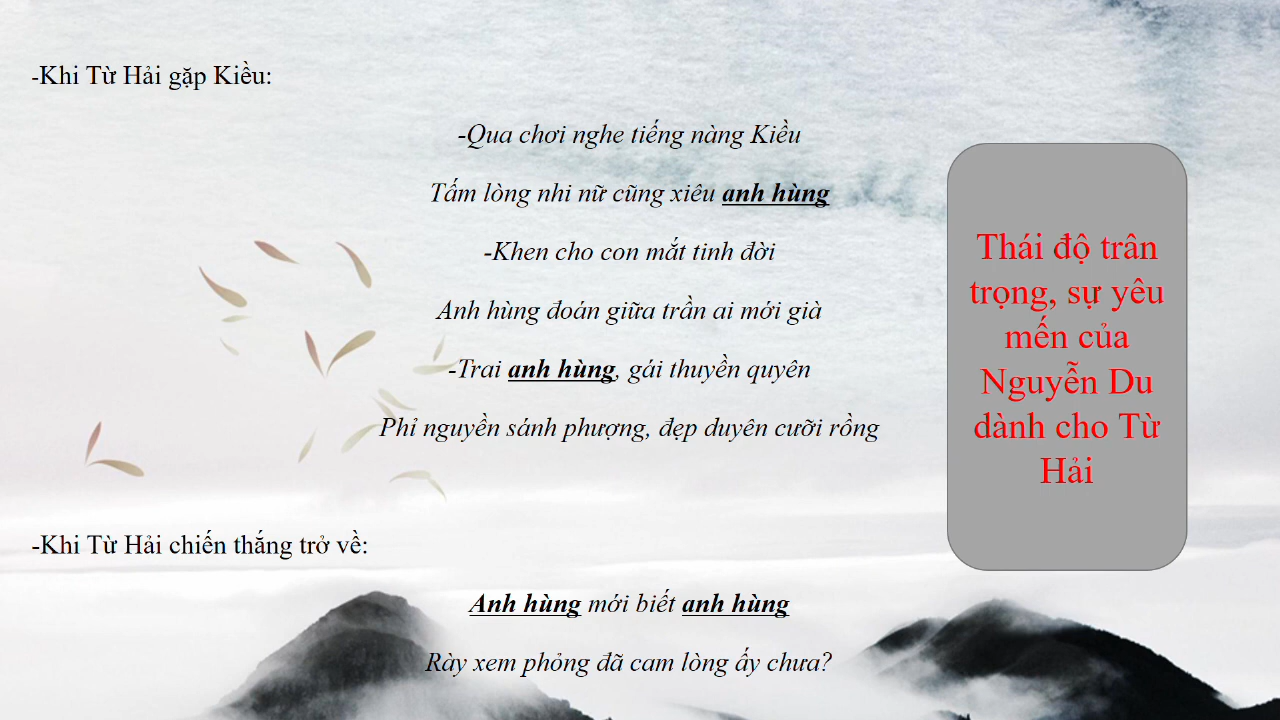 -Khi Từ Hải gặp Kiều:
-Qua chơi nghe tiếng nàng Kiều
Tấm lòng nhi nữ cũng xiêu anh hùng
-Khen cho con mắt tinh đời
Anh hùng đoán giữa trần ai mới già
-Trai anh hùng, gái thuyền quyên
Phỉ nguyền sánh phượng, đẹp duyên cưỡi rồng
-Khi Từ Hải chiến thắng trở về:
Anh hùng mới biết anh hùng
Rày xem phỏng đã cam lòng ấy chưa?
Thái độ trân
trọng, sự yêu
mến của
Nguyễn Du
dành cho Từ
Hải